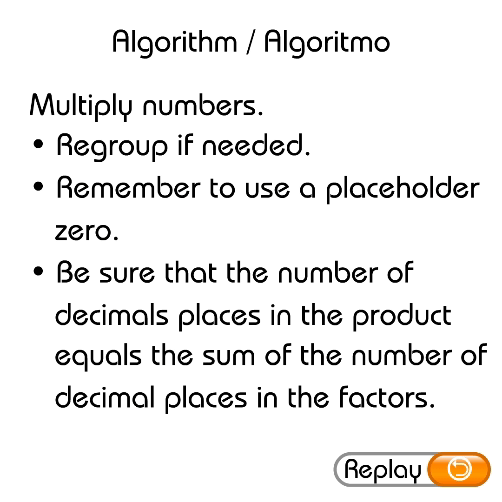 Algorithm / Algoritmo
Multiply numbers.
• Regroup if needed.
• Remember to use a placeholder
zero.
• Be sure that the number of
decimals places in the product
equals the sum of the number of
decimal places in the factors.
Replay